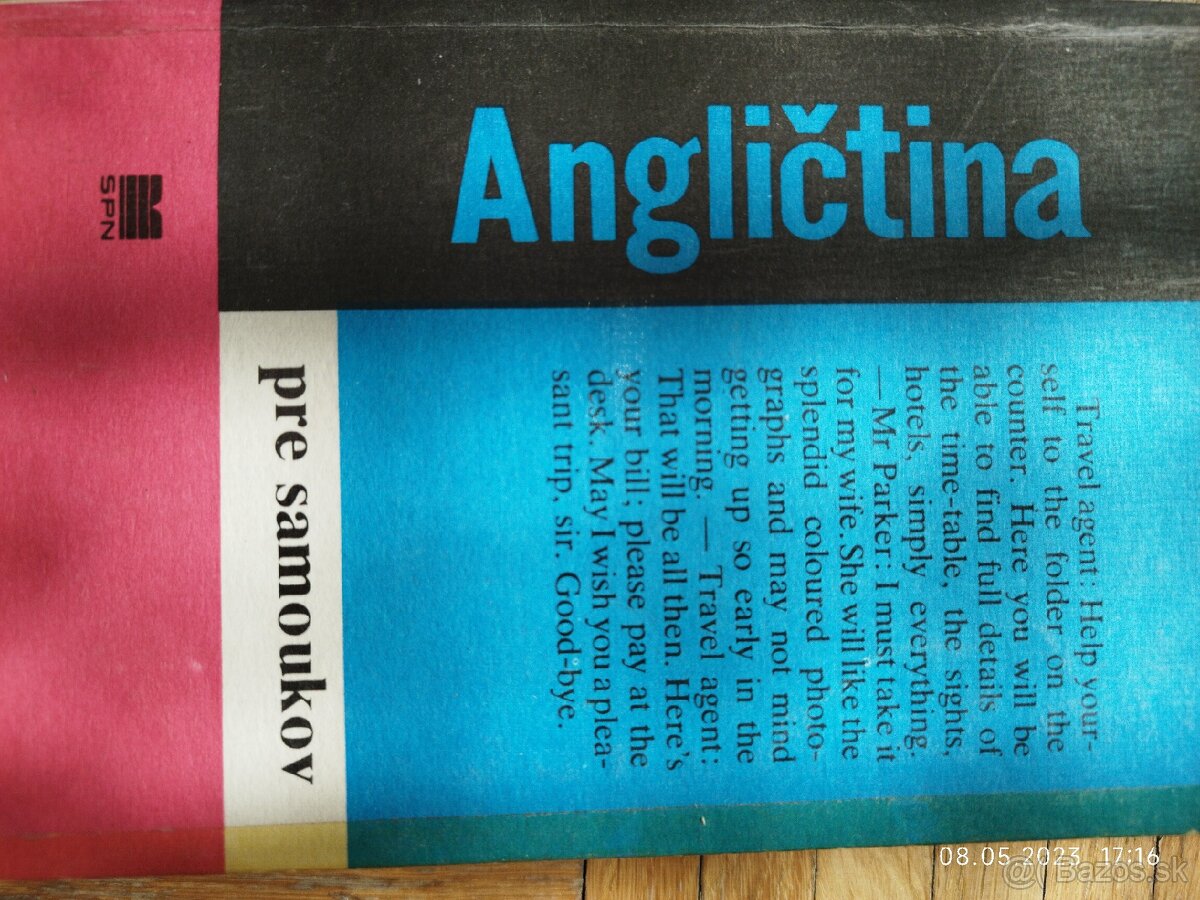 Angličtina
pre samoukov
Travel agent: Help your-
self to the folder on the
counter. Here you will be
able to find full details of
the time-table, the sights,
hotels, simply everything.
—Mr Parker: I must take it
for my wife. She will like the
splendid coloured photo-
graphs and may not mind
getting up so early in the
morning. — Travel agent:
That will be all then. Here's
your bill; please pay at the
desk. May I wish you a plea-
sant trip, sir. Good-bye.
SPN
08.05.2023 17:16
@ Bazos.sk